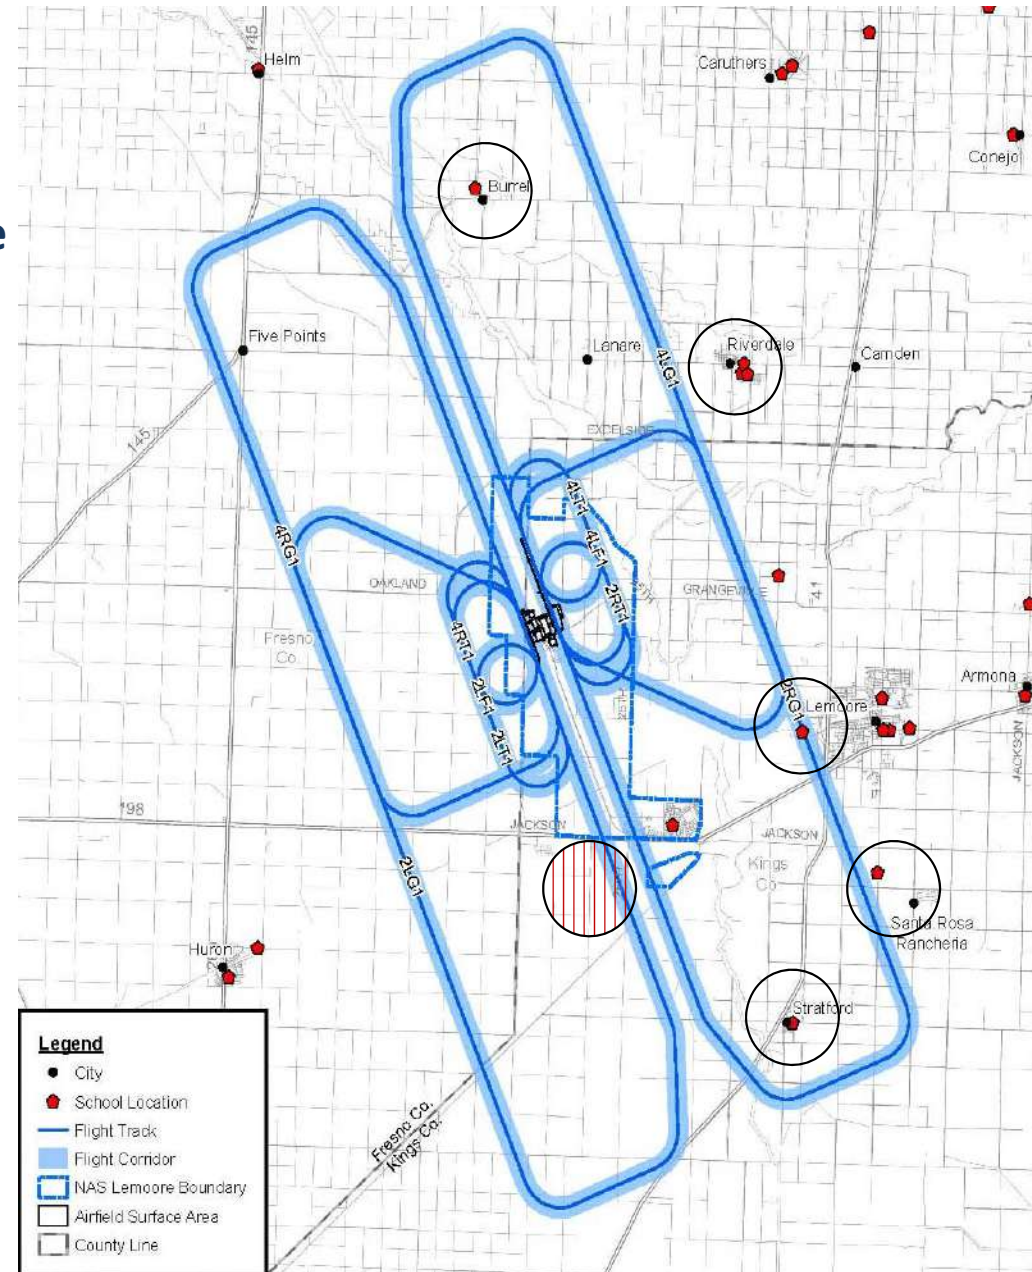 145
Helm
Caruthers
Conejo
Burrel
e
Five Points
Lanare
Riverdale
Camden
4LG1
145
EXCELSIOR
4LT1
4LF1
4RG1
OAKLAND
2RT1
GRANGEVILLE
41
Fresno
Co.
4RT1
2LF1
2RG1
Armona
Lemoore
25TH
2LT1
JACKSON
198
JACKSON
JACKSON
Kings
Co
2LG1
Santa Rosa
Rancheria
Huron
Stratford
Legend
City
School Location
Flight Track
Flight Corridor
NAS Lemoore Boundary
Airfield Surface Area
County Line
Fresno Co.
Kings Co.